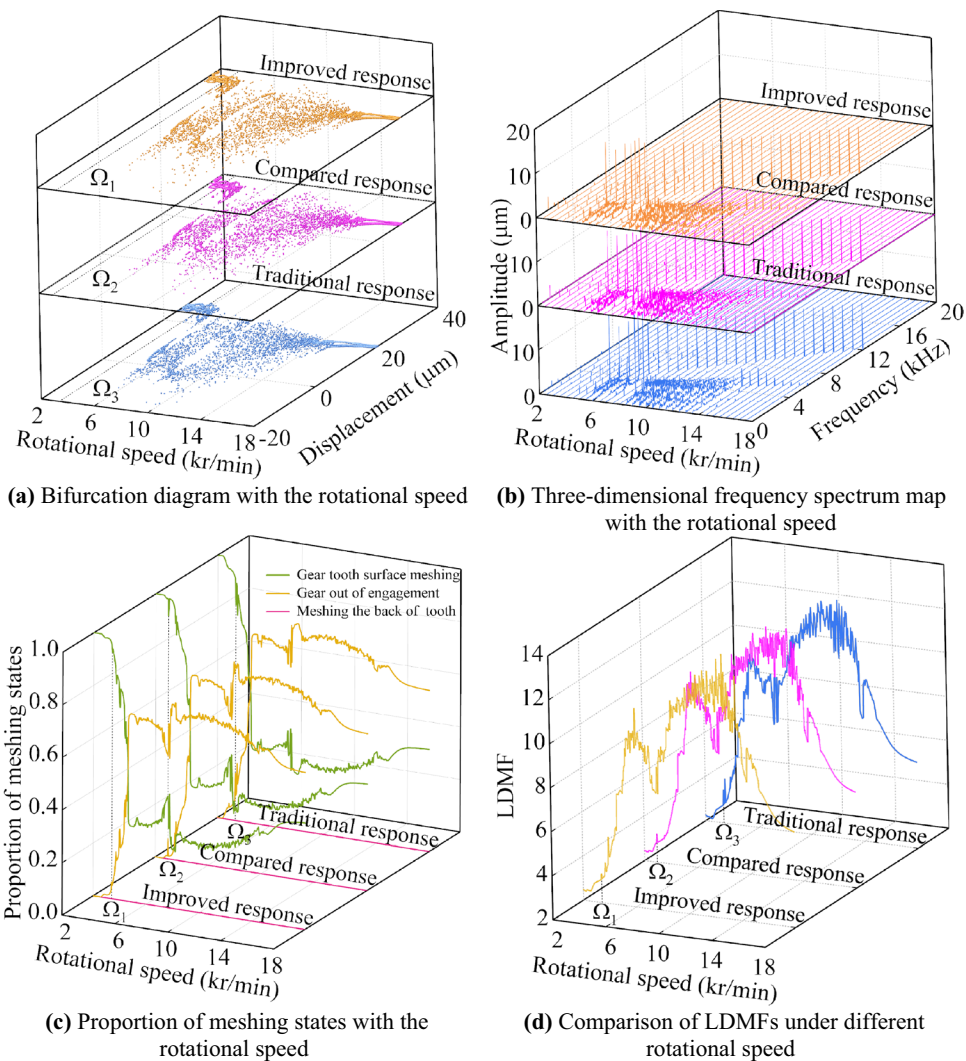 Improved response
Compared response
Traditional response
Ω1
Ω2
Ω3
40
20
0
-20
Displacement (μm)
2
6
10
14
18
Rotational speed (kr/min)
(a) Bifurcation diagram with the rotational speed
Improved response
Compared response
Traditional response
20
10
0
10
0
10
0
Amplitude (μm)
20
16
12
8
4
0
Frequency (kHz)
2
6
10
14
18
Rotational speed (kr/min)
(b) Three-dimensional frequency spectrum map
with the rotational speed
Gear tooth surface meshing
Gear out of engagement
Meshing the back of tooth
1.0
0.8
0.6
0.4
0.2
0.0
Proportion of meshing states
Ω3
Traditional response
Ω2
Compared response
Ω1
Improved response
2
6
10
14
18
Rotational speed (kr/min)
(c) Proportion of meshing states with the
rotational speed
14
12
10
8
6
4
2
LDMF
Ω3
Traditional response
Ω2
Compared response
Ω1
Improved response
2
6
10
14
18
Rotational speed (kr/min)
(d) Comparison of LDMFs under different
rotational speed